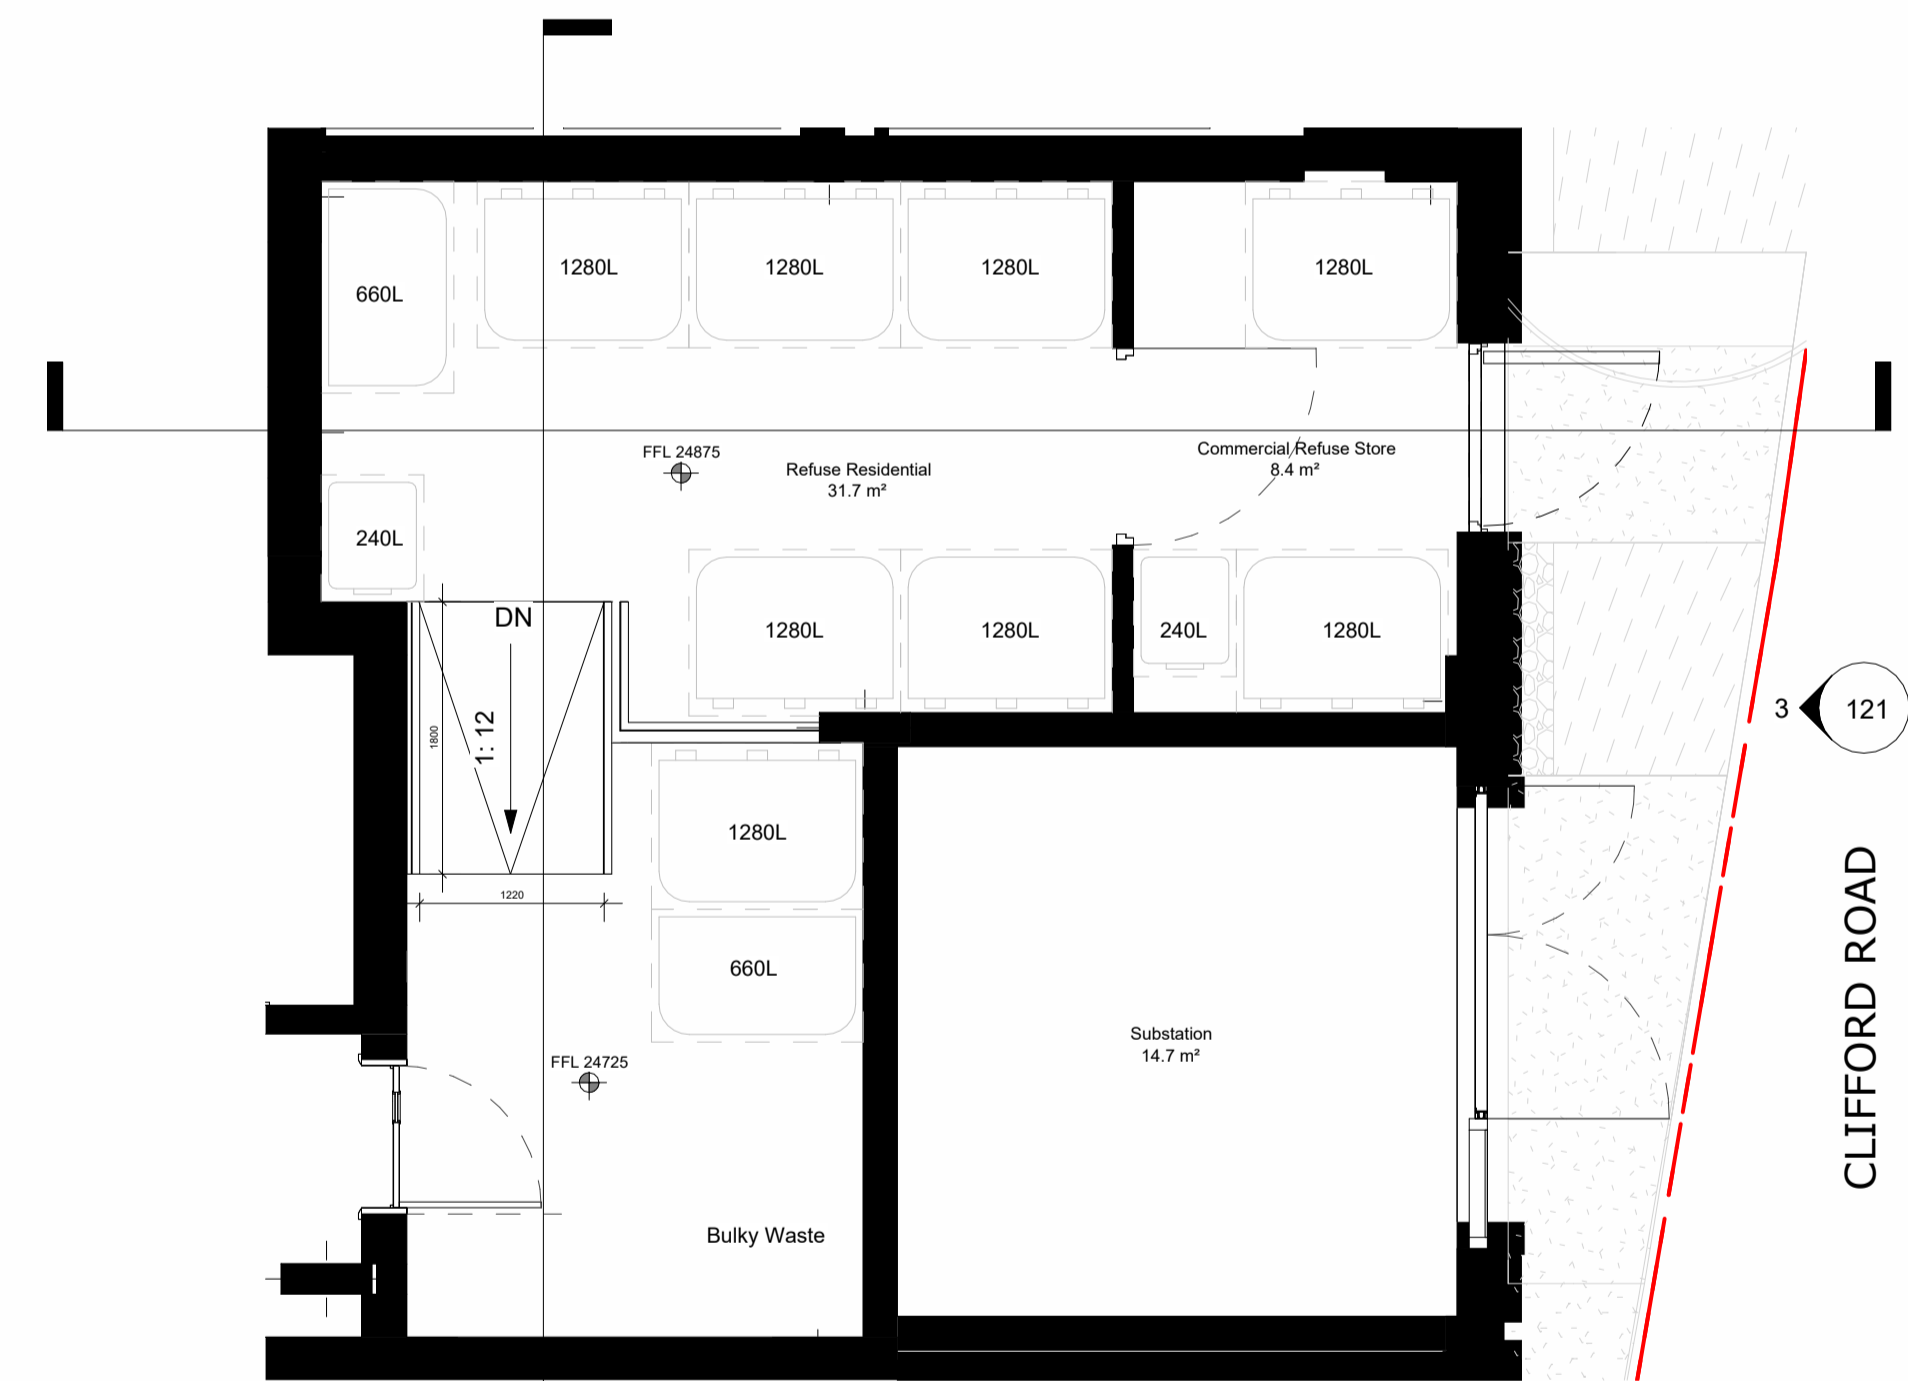 1280L
1280L
1280L
1280L
660L
FFL 24875
Refuse Residential
31.7 m²
Commercial Refuse Store
8.4 m²
240L
DN
1280L
1280L
240L
1280L
1:12
1800
3
121
1280L
1220
660L
CLIFFORD ROAD
Substation
14.7 m²
FFL 24725
Bulky Waste